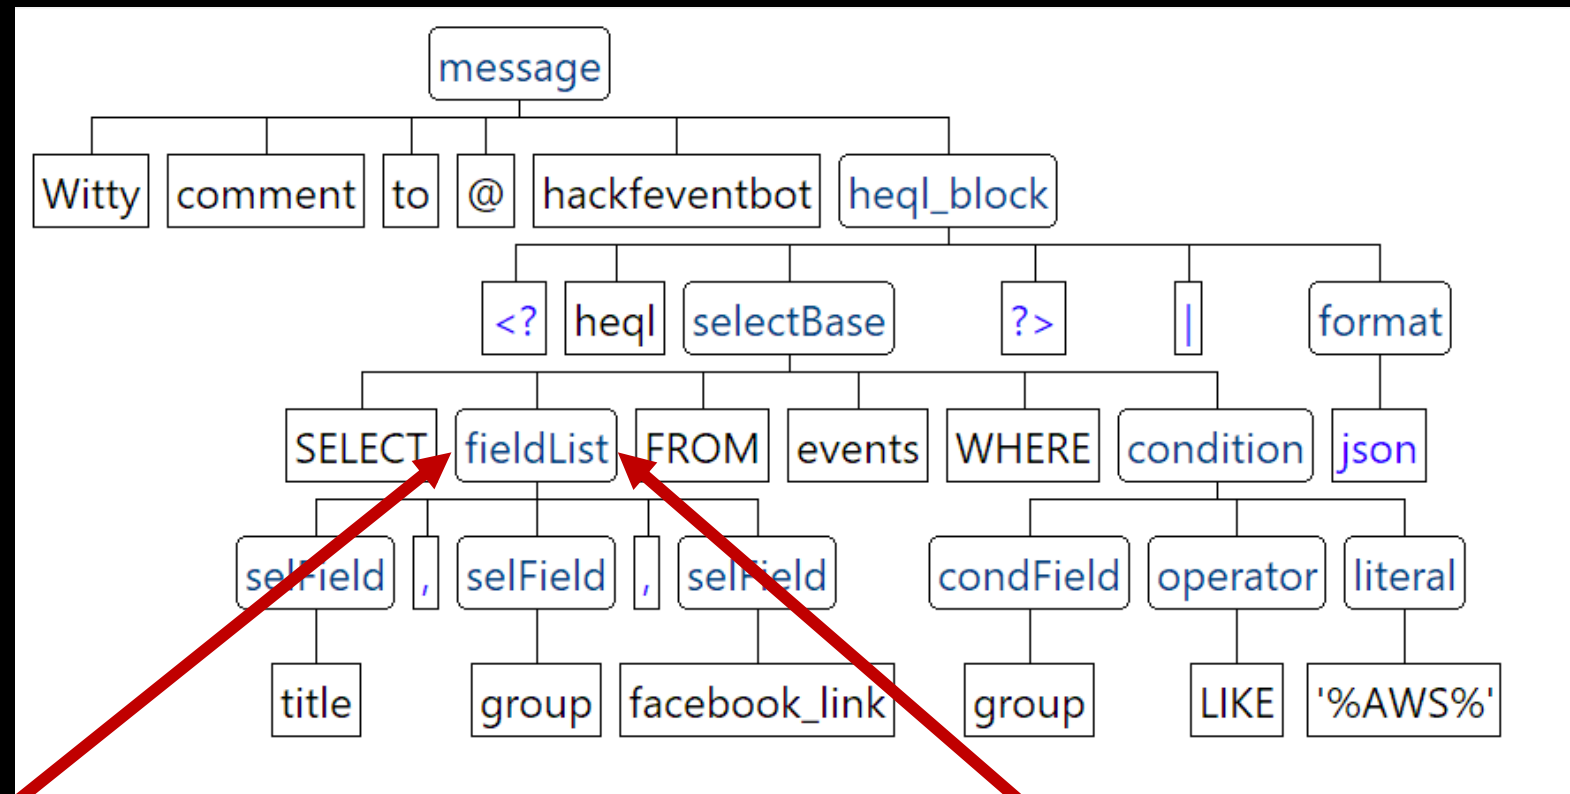 message
Witty comment to @ hackfeventbot heql_block
<? heql selectBase ?> | format
SELECT fieldList FROM events WHERE condition json
selField , selField , selField condField operator literal
title group facebook_link group LIKE '%AWS%'